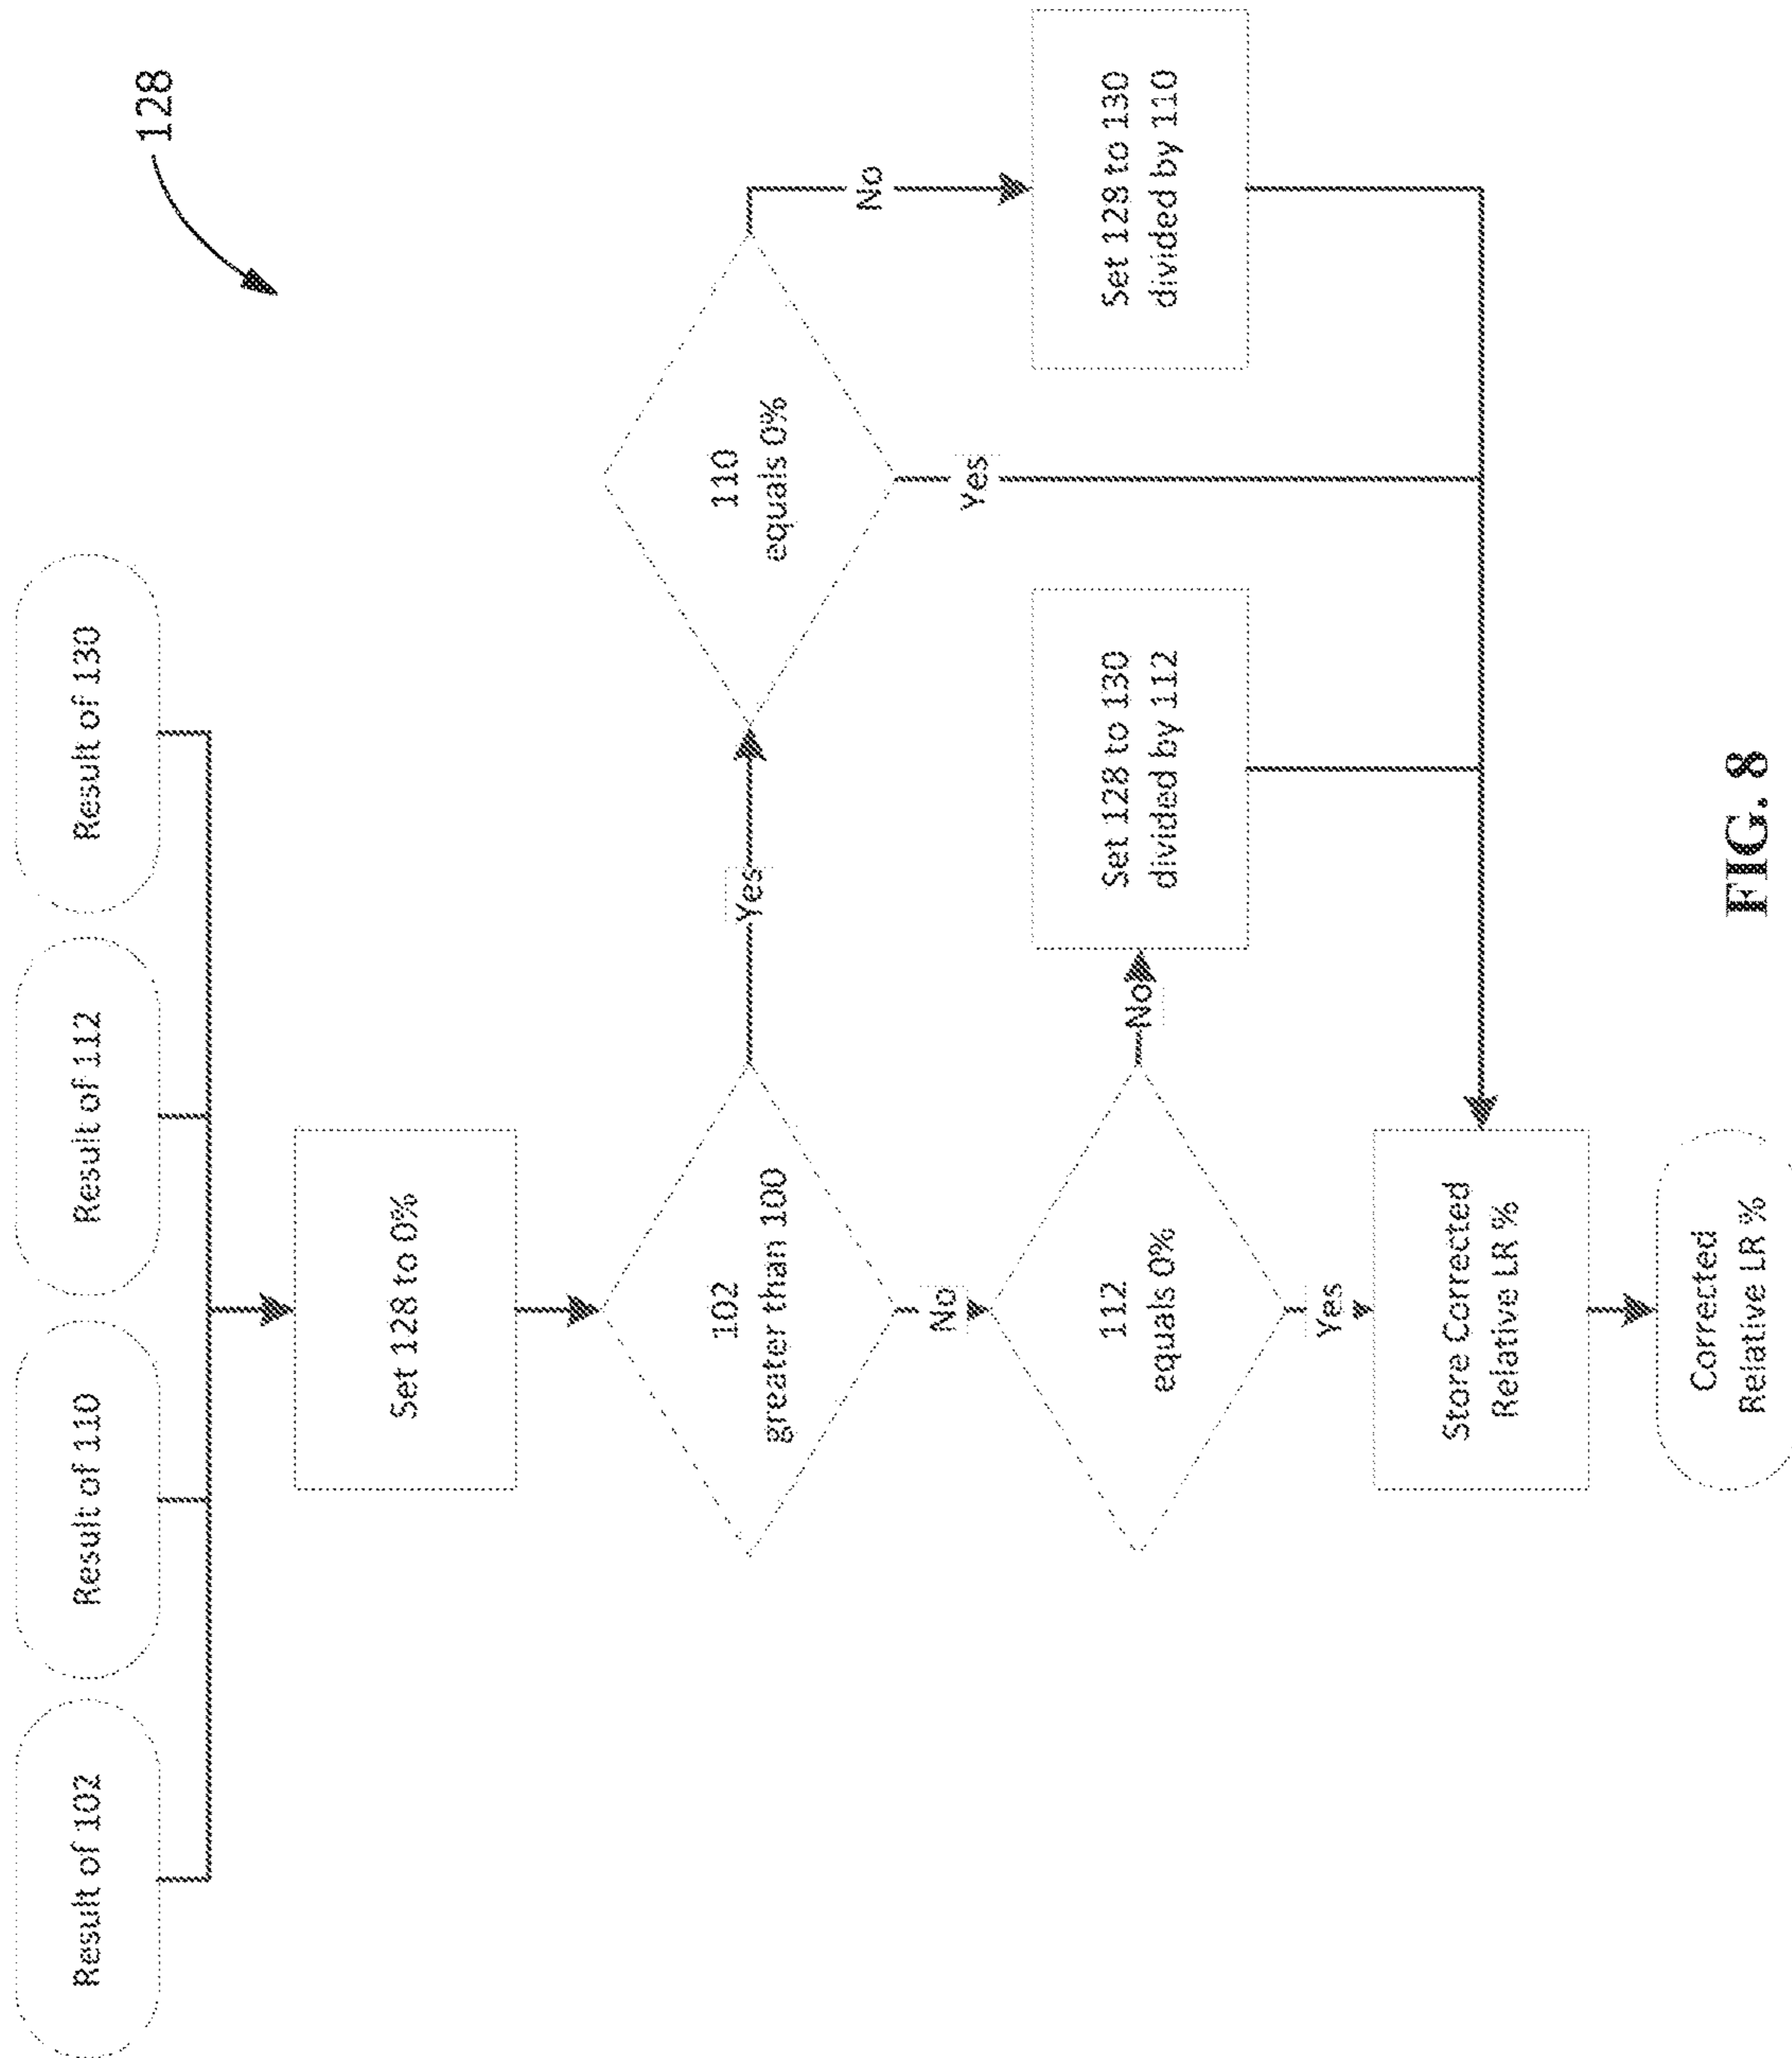 128
Result of 102
Result of 110
Result of 112
Result of 130
Set 128 to 0%
102
greater than 100
Yes
110
equals 0%
No
No
112
equals 0%
No
Set 128 to 130
divided by 112
Yes
Set 128 to 130
divided by 110
Yes
Store Corrected
Relative LR %
Corrected
Relative LR %
FIG. 8